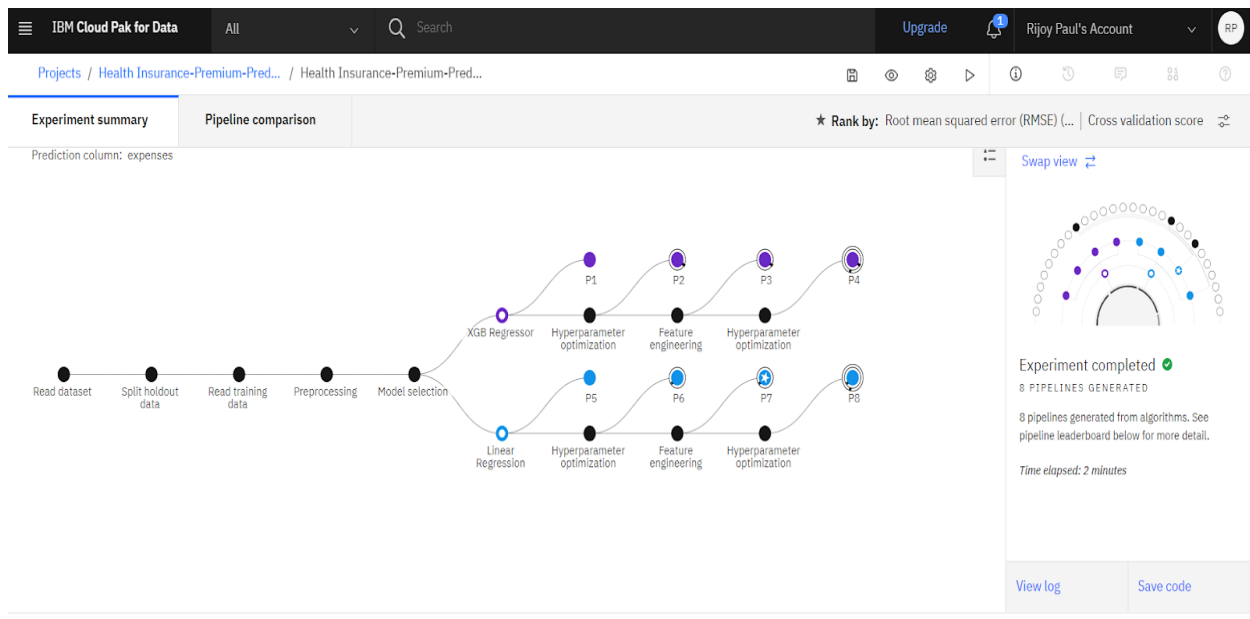 IBM Cloud Pak for Data
All
Search
Upgrade
1
Rijoy Paul's Account
RP
Projects / Health Insurance-Premium-Pred... / Health Insurance-Premium-Pred...
Experiment summary
Pipeline comparison
★ Rank by: Root mean squared error (RMSE) (... | Cross validation score
Prediction column: expenses
Swap view
P1
P2
P3
P4
XGB Regressor
Hyperparameter
optimization
Feature
engineering
Hyperparameter
optimization
Read dataset
Split holdout
data
Read training
data
Preprocessing
Model selection
P5
P6
P7
P8
Linear
Regression
Hyperparameter
optimization
Feature
engineering
Hyperparameter
optimization
Experiment completed
8 PIPELINES GENERATED
8 pipelines generated from algorithms. See
pipeline leaderboard below for more detail.
Time elapsed: 2 minutes
View log
Save code